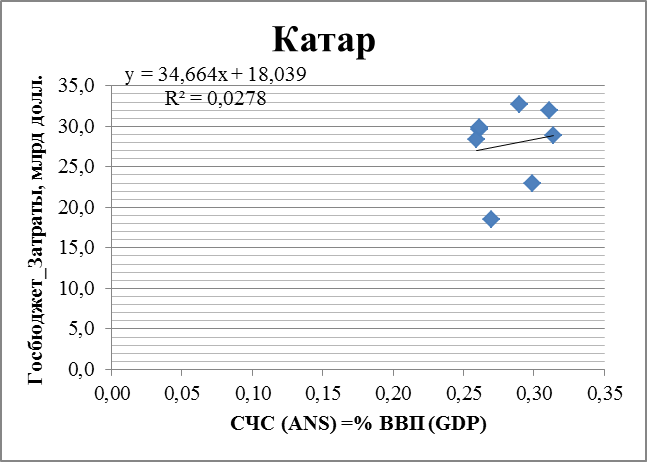 Катар
y = 34,664x + 18,039
R² = 0,0278
Госбюджет_Затраты, млрд долл.
35,0
30,0
25,0
20,0
15,0
10,0
5,0
0,0
0,00 0,05 0,10 0,15 0,20 0,25 0,30 0,35
СЧС (ANS) =% ВВП (GDP)